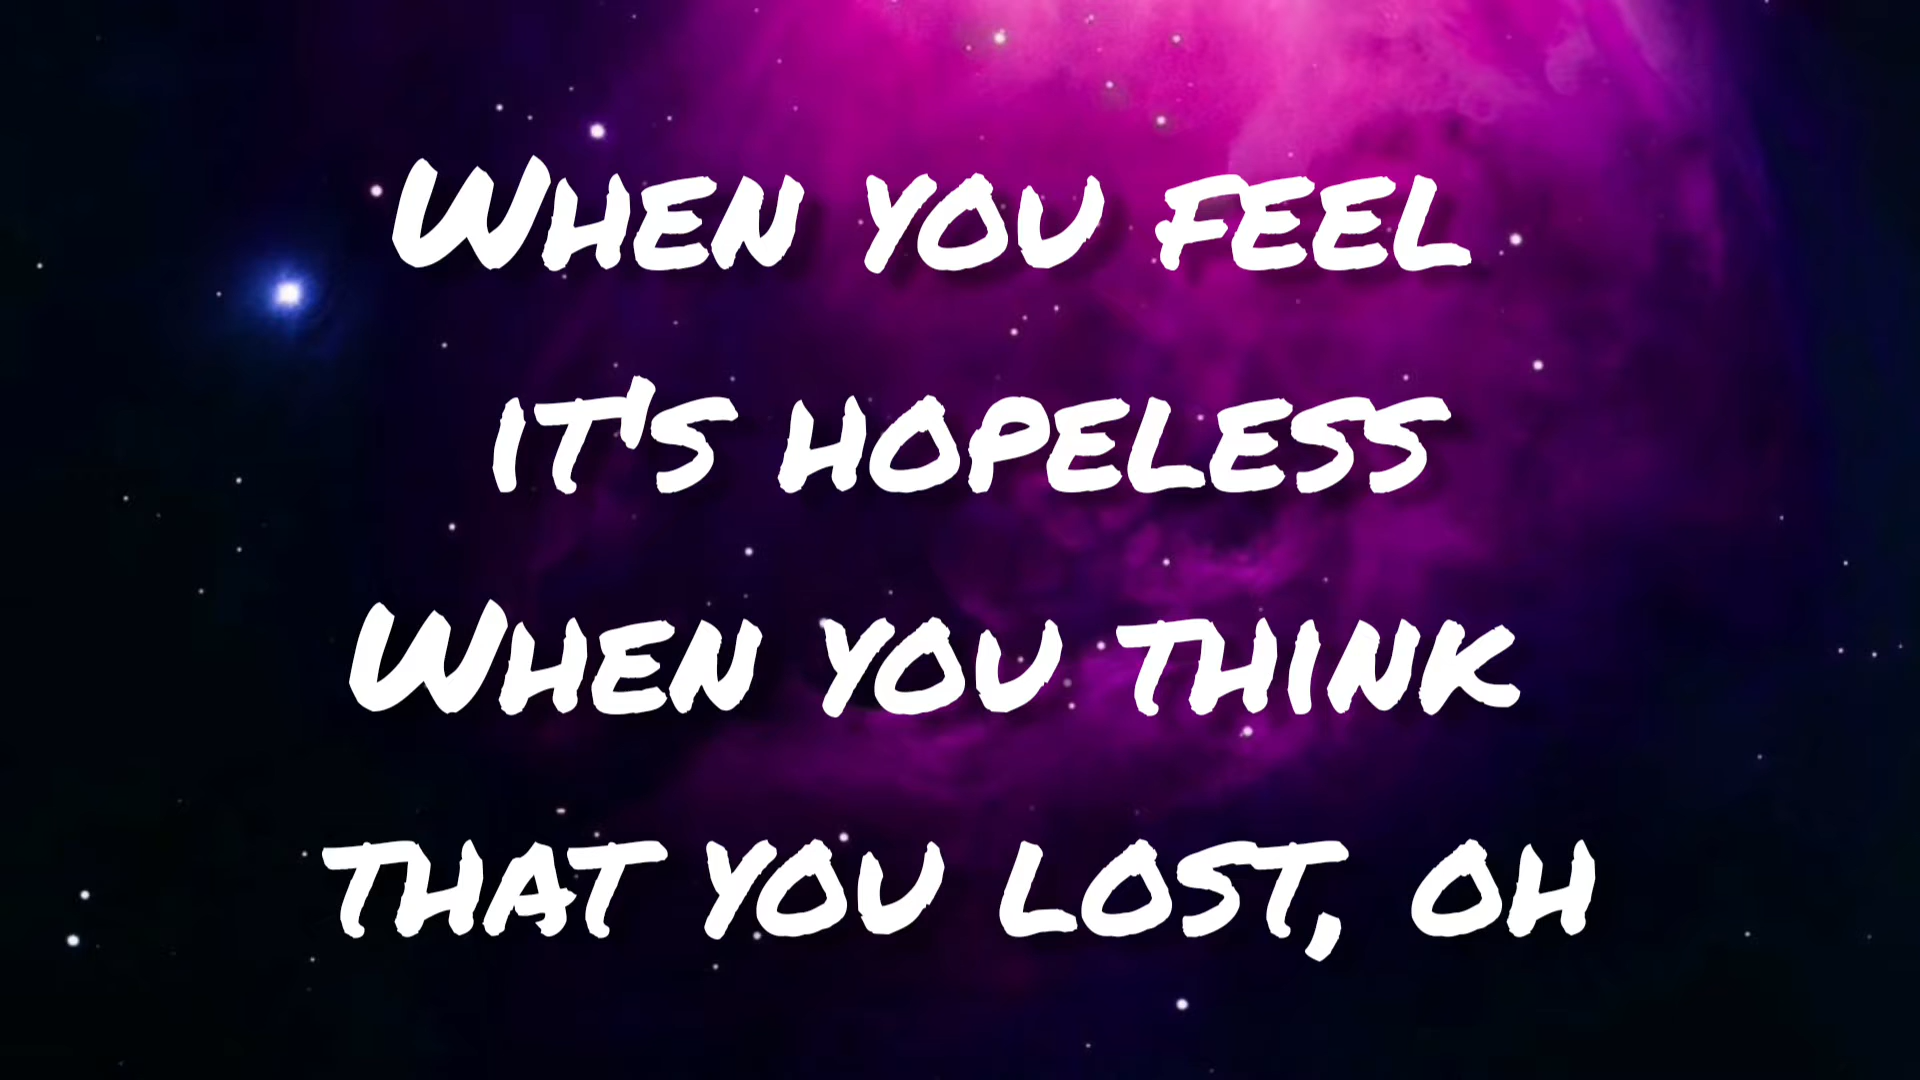 When you feel
it's hopeless
When you think
that you lost, oh